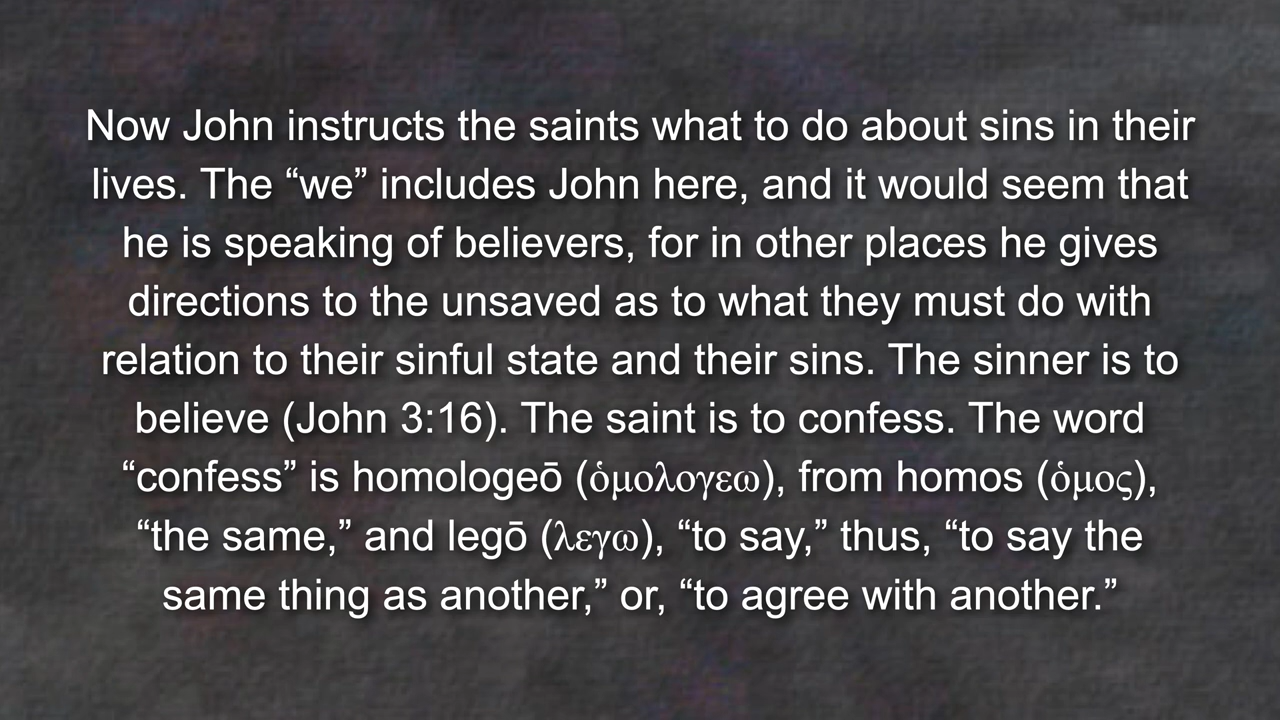 Now John instructs the saints what to do about sins in their
lives. The “we” includes John here, and it would seem that
he is speaking of believers, for in other places he gives
directions to the unsaved as to what they must do with
relation to their sinful state and their sins. The sinner is to
believe (John 3:16). The saint is to confess. The word
“confess” is homologeō (ὁμολογεω), from homos (ὁμος),
“the same,” and legō (λεγω), “to say,” thus, “to say the
same thing as another,” or, “to agree with another.”